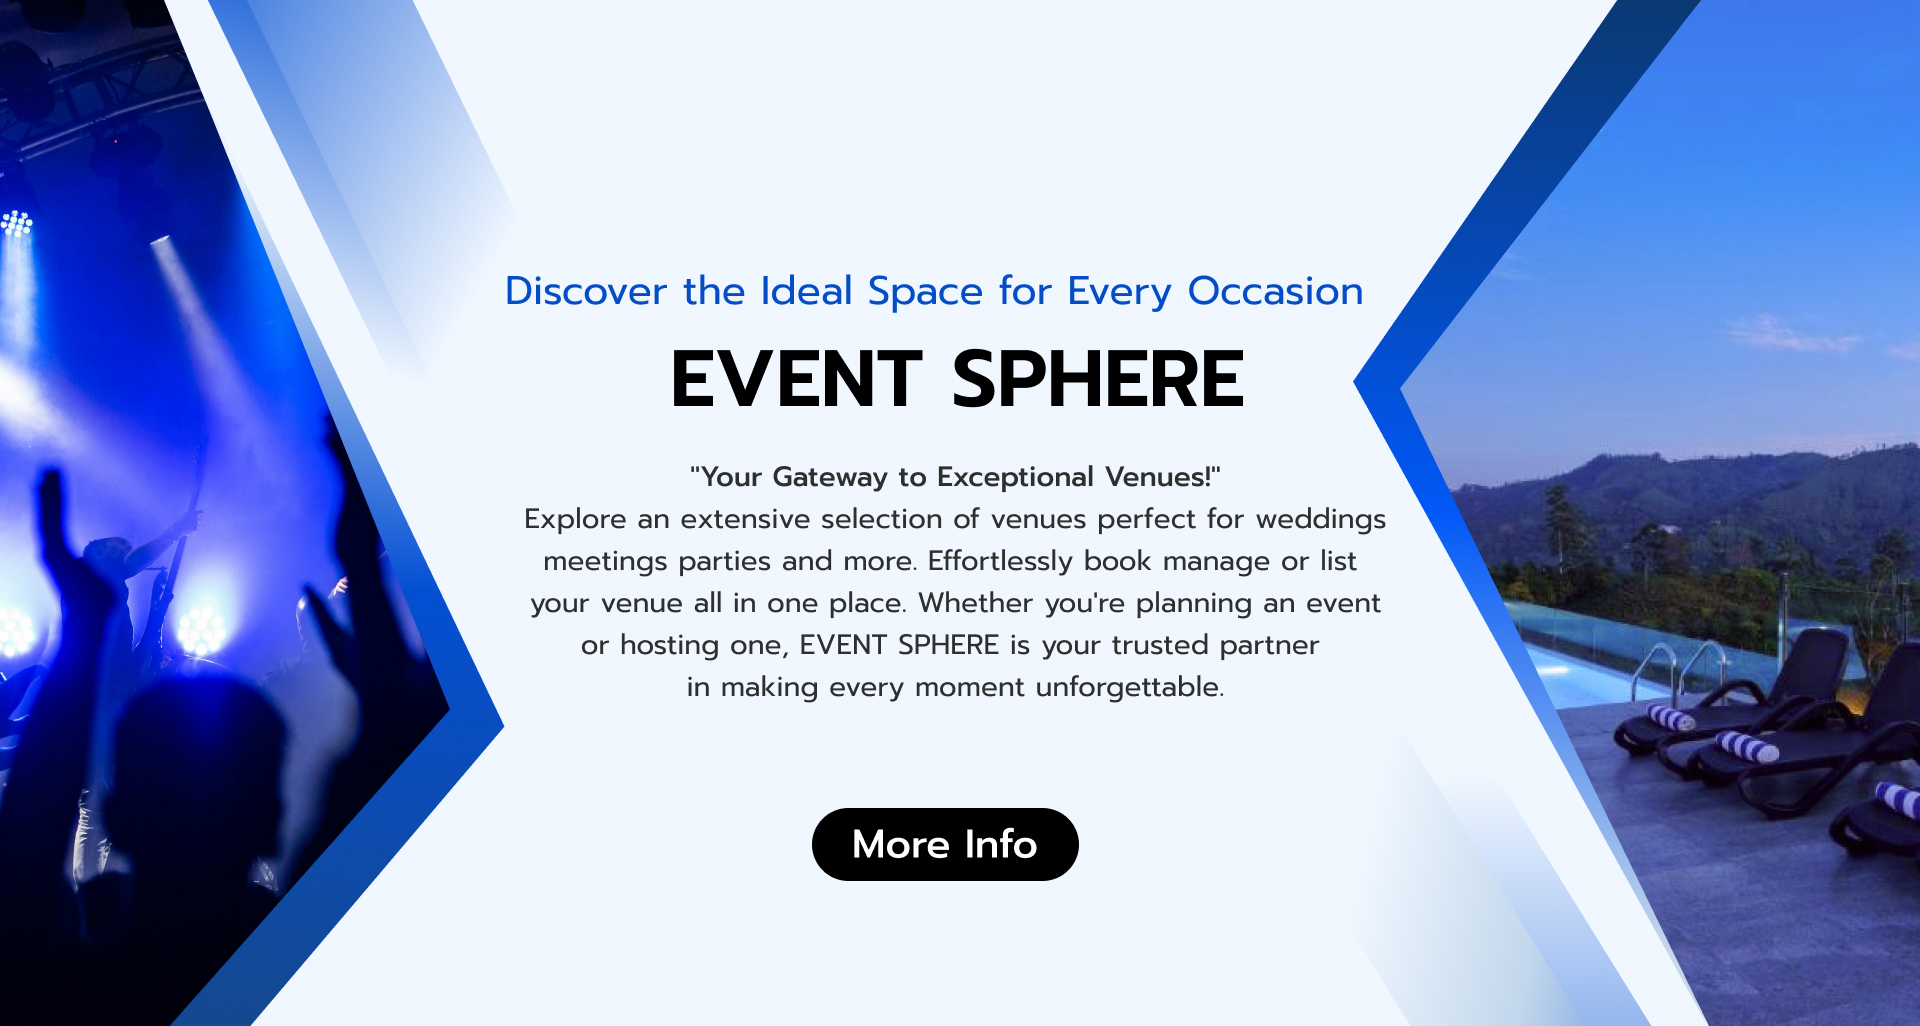 Discover the Ideal Space for Every Occasion
EVENT SPHERE
"Your Gateway to Exceptional Venues!"
Explore an extensive selection of venues perfect for weddings
meetings parties and more. Effortlessly book manage or list
your venue all in one place. Whether you're planning an event
or hosting one, EVENT SPHERE is your trusted partner
in making every moment unforgettable.
More Info